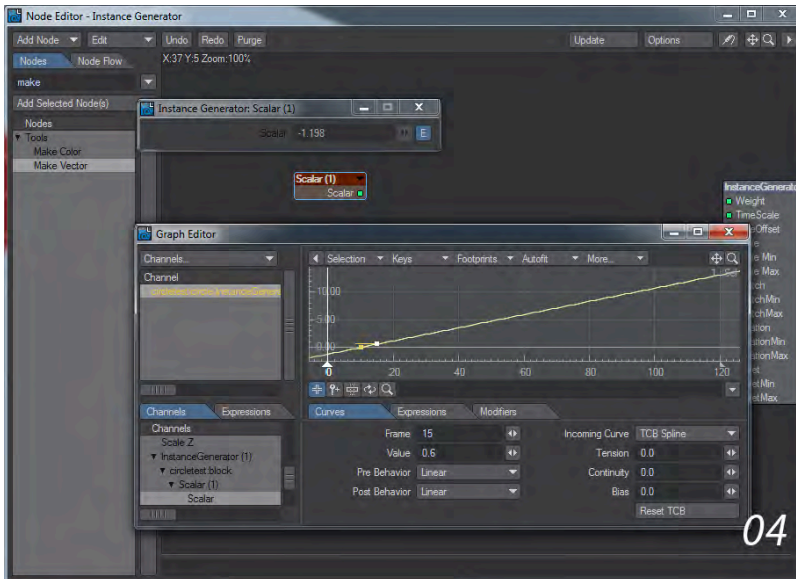 Node Editor - Instance Generator
Add Node Edit Undo Redo Purge Update Options
Nodes Node Flow X:37 Y:5 Zoom:100%
make
Add Selected Node(s)
Nodes
Tools
Make Color
Make Vector
Instance Generator: Scalar (1)
Scalar -1.198 E
Scalar (1)
Scalar
InstanceGenerato
Weight
TimeScale
Offset
Min
Max
Graph Editor
Channels...
Selection Keys Footprints Autofit More...
Channel
10.00
5.00
0.00
0 20 40 60 80 100 120
Channels Expressions
Curves Expressions Modifiers
Channels
Scale Z
InstanceGenerator (1)
circletest:block
Scalar (1)
Scalar
Frame 15
Value 0.6
Pre Behavior Linear
Post Behavior Linear
Incoming Curve TCB Spline
Tension 0.0
Continuity 0.0
Bias 0.0
Reset TCB
04